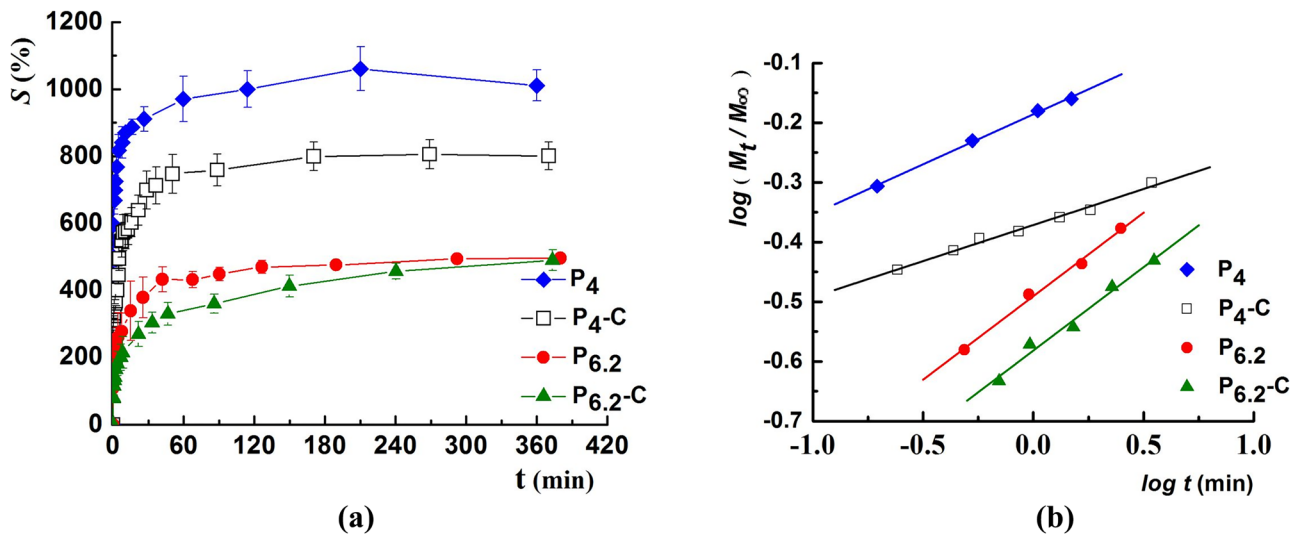 1200
1000
800
600
400
200
0
S (%)
0 60 120 180 240 300 360 420
t (min)
P4
P4-C
P6.2
P6.2-C
(a)
-0.1
-0.2
-0.3
-0.4
-0.5
-0.6
-0.7
log ( Mt / M∞ )
-1.0 -0.5 0.0 0.5 1.0
log t (min)
P4
P4-C
P6.2
P6.2-C
(b)